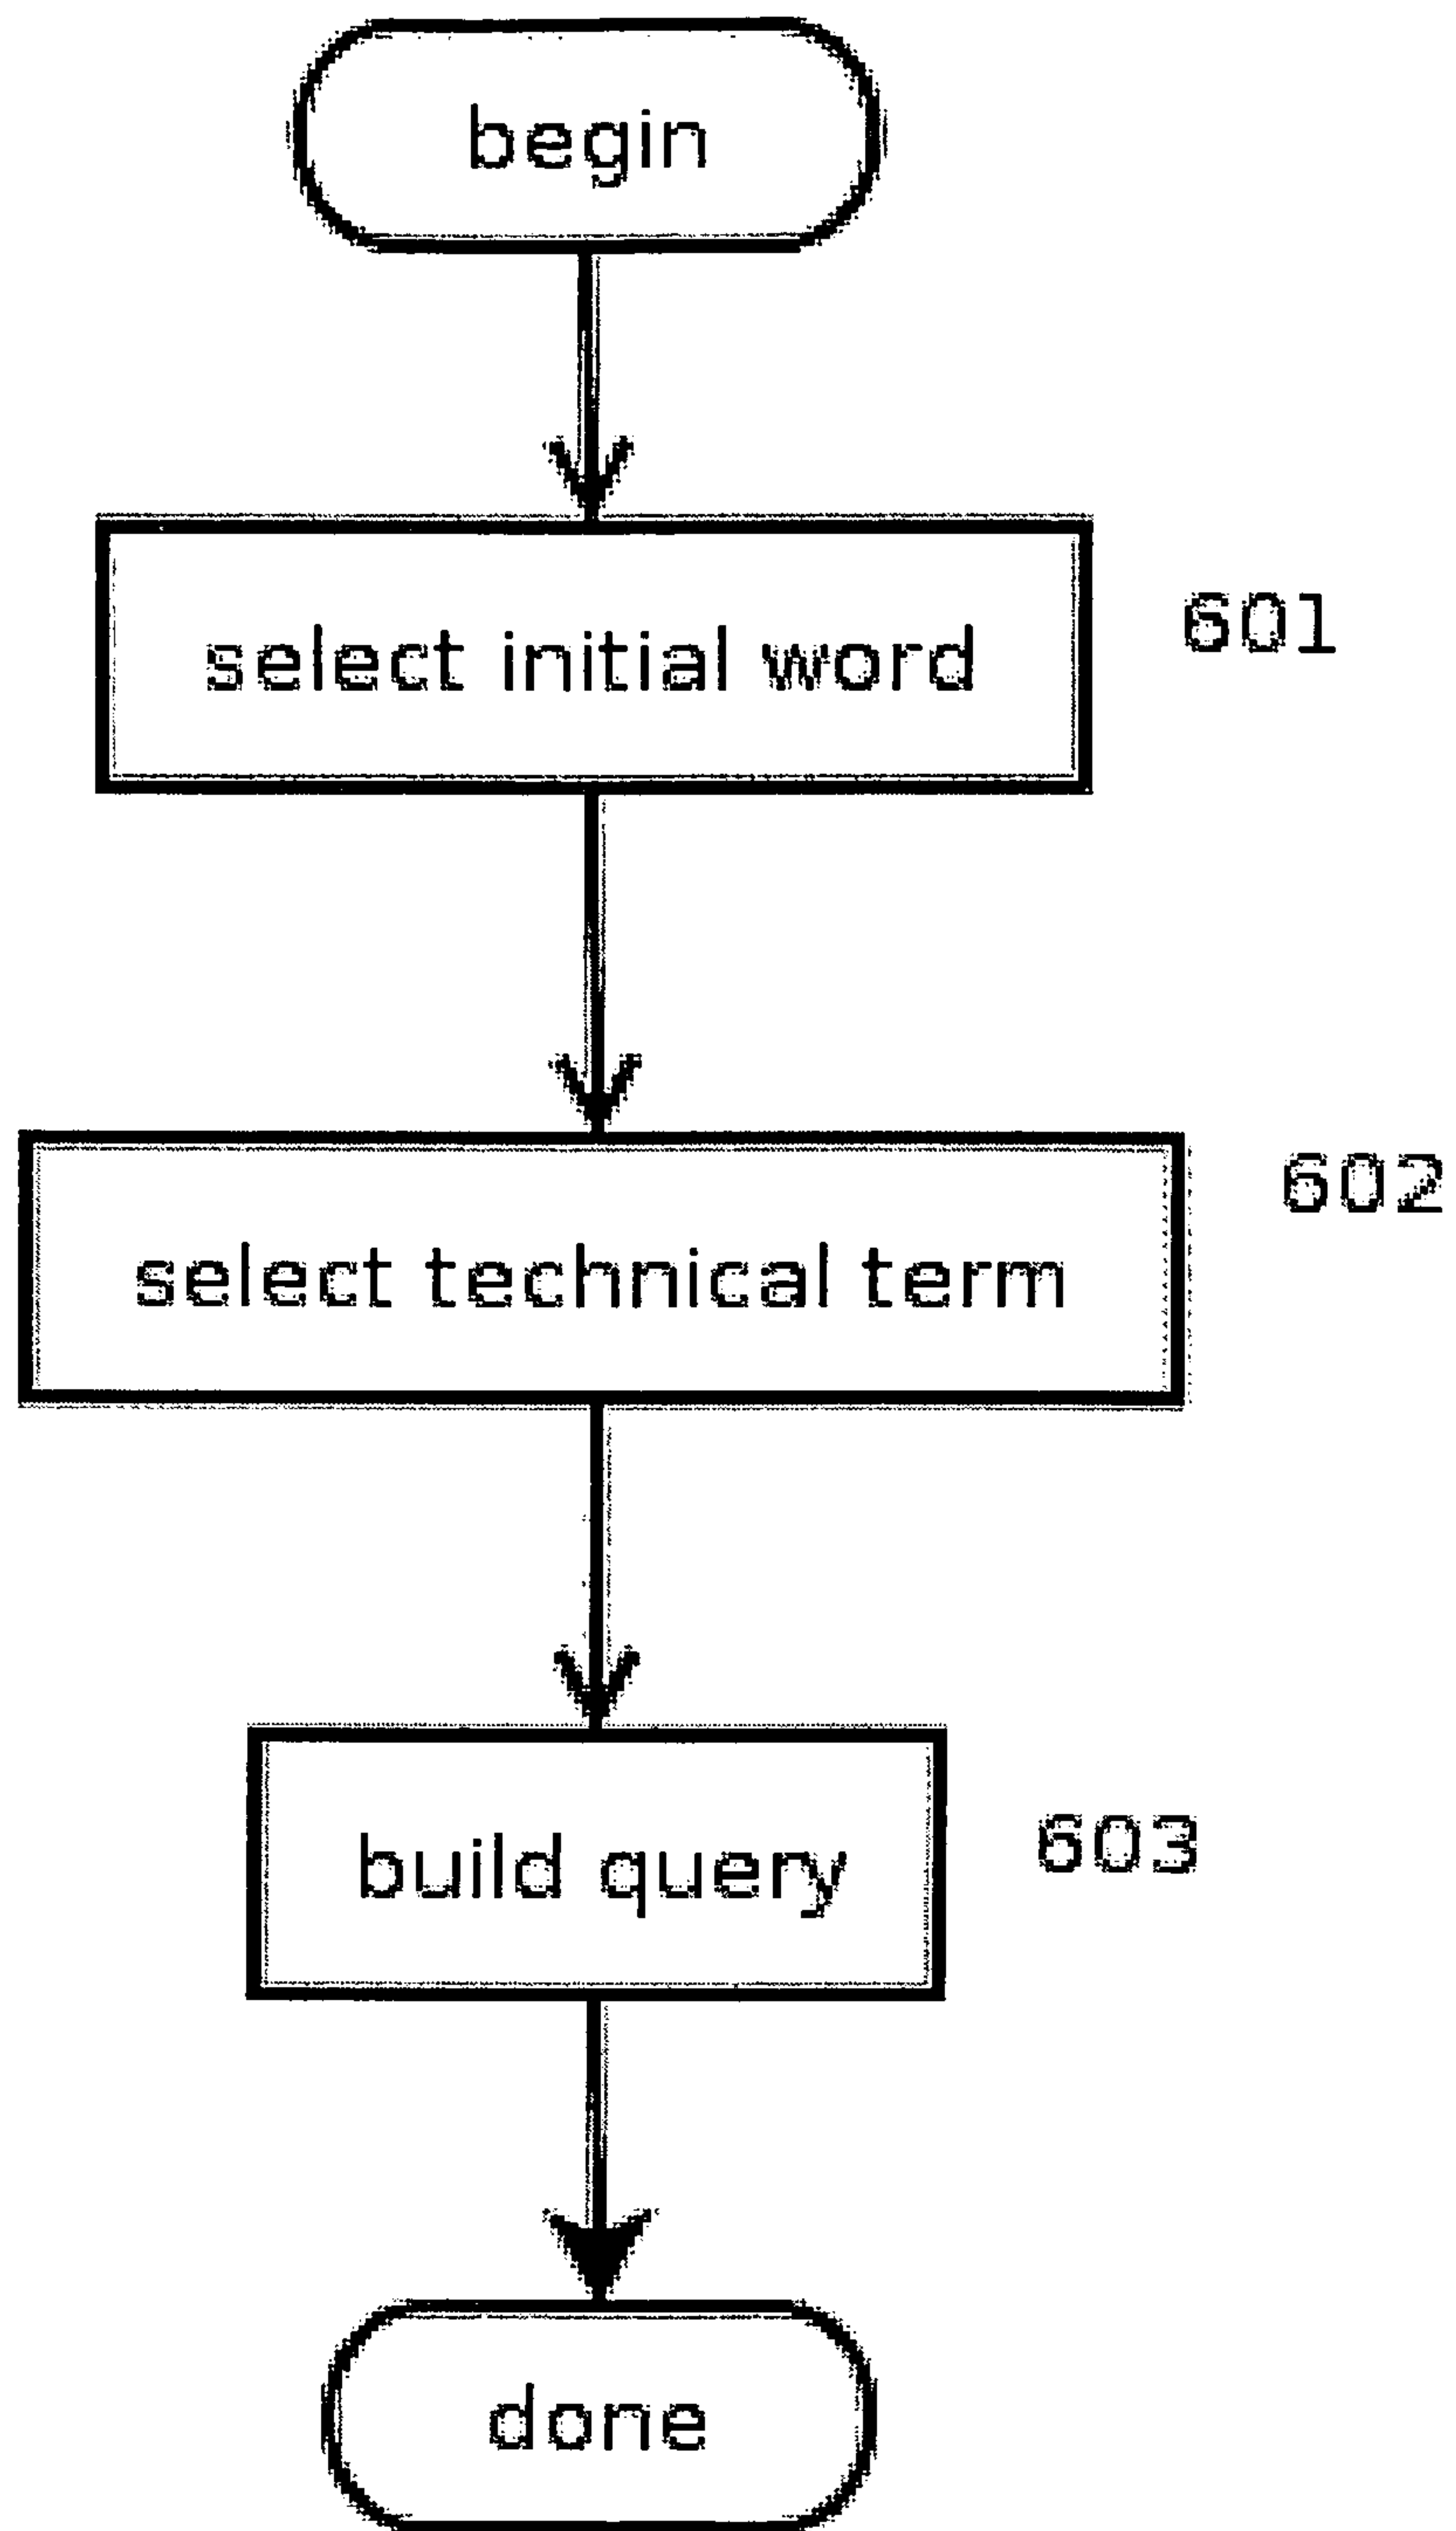 begin
601
select initial word
602
select technical term
603
build query
done